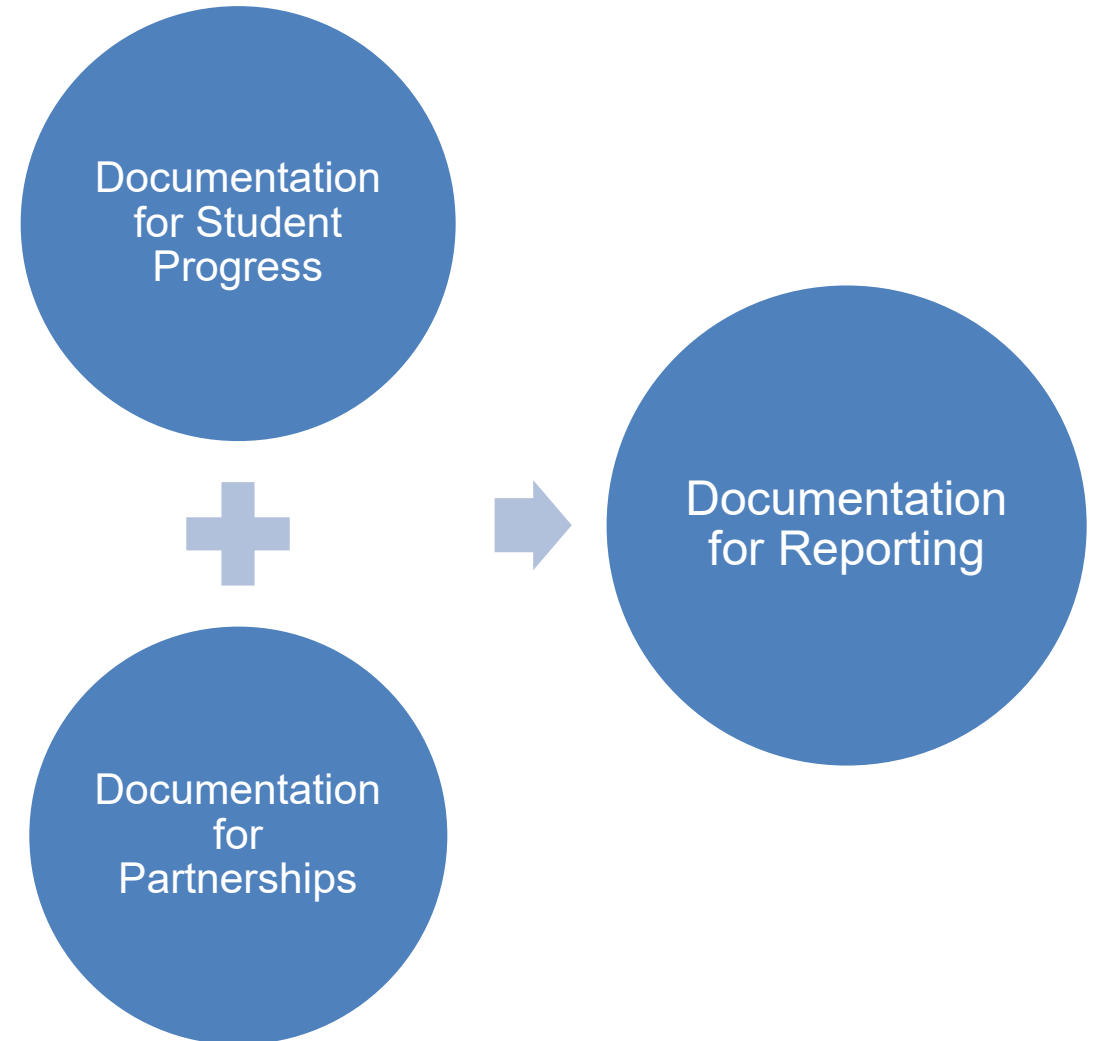 Documentation
for Student
Progress
Documentation
for
Partnerships
Documentation
for Reporting